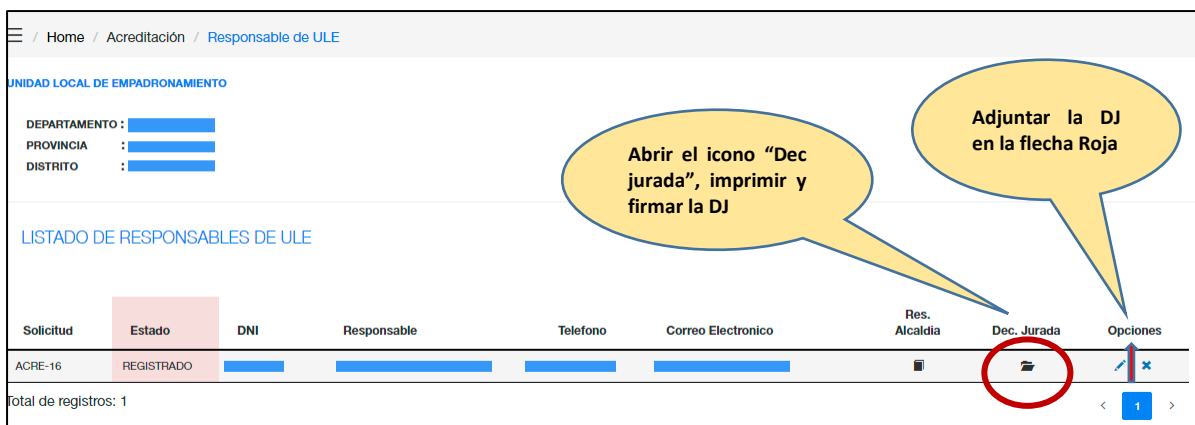 / Home / Acreditación / Responsable de ULE
UNIDAD LOCAL DE EMPADRONAMIENTO
DEPARTAMENTO :
PROVINCIA :
DISTRITO :
Abrir el icono “Dec
jurada”, imprimir y
firmar la DJ
Adjuntar la DJ
en la flecha Roja
LISTADO DE RESPONSABLES DE ULE
Solicitud Estado DNI Responsable Telefono Correo Electronico Res. Alcaldia Dec. Jurada Opciones
ACRE-16 REGISTRADO
Total de registros: 1
< 1 >